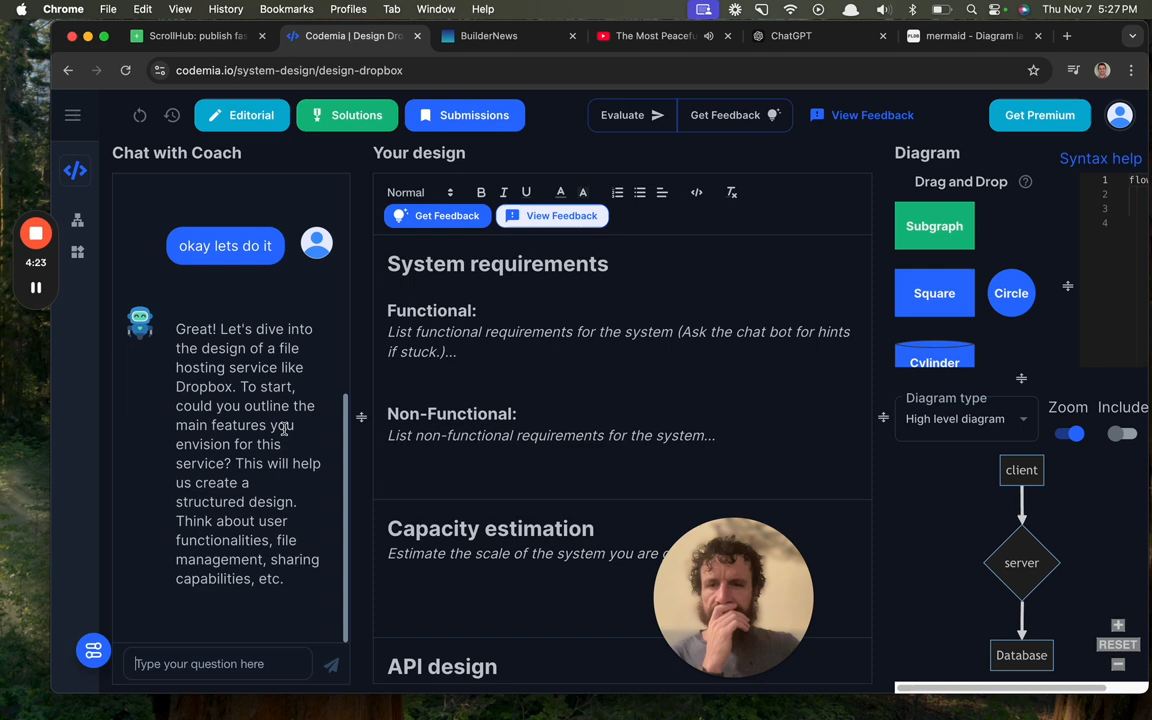 Chrome File Edit View History Bookmarks Profiles Tab Window Help Thu Nov 7 5:27 PM
ScrollHub: publish fas
Codemia | Design Dro
BuilderNews
The Most Peacefu
ChatGPT
FLDB
mermaid - Diagram la
codemia.io/system-design/design-dropbox
Editorial
Solutions
Submissions
Evaluate
Get Feedback
View Feedback
Get Premium
Chat with Coach
Your design
Diagram
Syntax help
Normal
Get Feedback
View Feedback
Drag and Drop
1 flow
2
3
4
Subgraph
Square
Circle
Cylinder
4:23
okay lets do it
Great! Let's dive into
the design of a file
hosting service like
Dropbox. To start,
could you outline the
main features you
envision for this
service? This will help
us create a
structured design.
Think about user
functionalities, file
management, sharing
capabilities, etc.
Type your question here
System requirements
Functional:
List functional requirements for the system (Ask the chat bot for hints
if stuck.)...
Non-Functional:
List non-functional requirements for the system...
Capacity estimation
Estimate the scale of the system you are
API design
Diagram type
High level diagram
Zoom
Include
client
server
Database
RESET